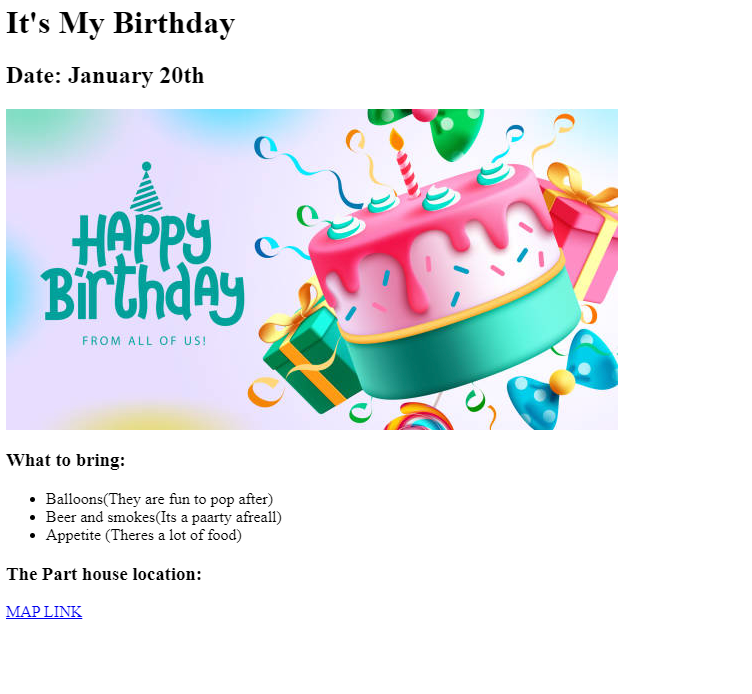 It's My Birthday
Date: January 20th
HAPPY
BirthdAy
FROM ALL OF US!
What to bring:
Balloons(They are fun to pop after)
Beer and smokes(Its a paarty afreall)
Appetite (Theres a lot of food)
The Part house location:
MAP LINK